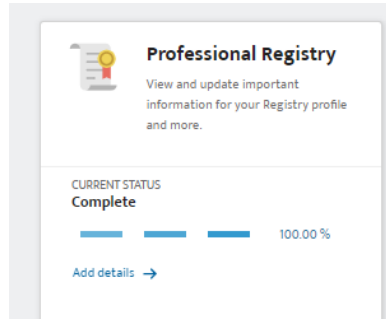 Professional Registry
View and update important
information for your Registry profile
and more.
CURRENT STATUS
Complete
100.00 %
Add details →